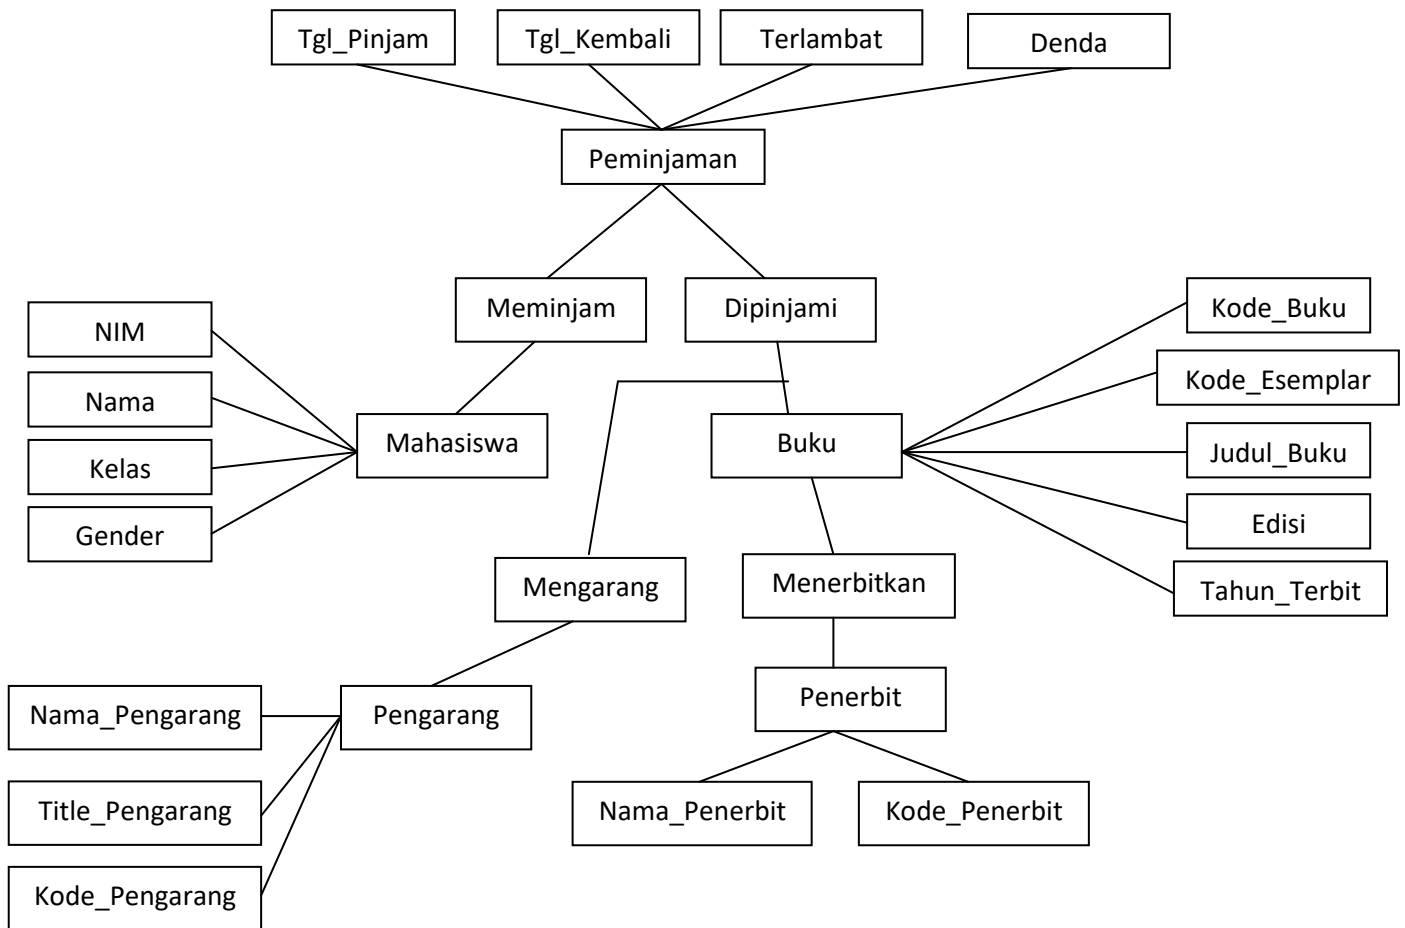 Tgl_Pinjam
Tgl_Kembali
Terlambat
Denda
Peminjaman
Meminjam
Dipinjami
NIM
Nama
Kelas
Gender
Mahasiswa
Buku
Kode_Buku
Kode_Esemplar
Judul_Buku
Edisi
Tahun_Terbit
Mengarang
Menerbitkan
Pengarang
Penerbit
Nama_Pengarang
Title_Pengarang
Kode_Pengarang
Nama_Penerbit
Kode_Penerbit